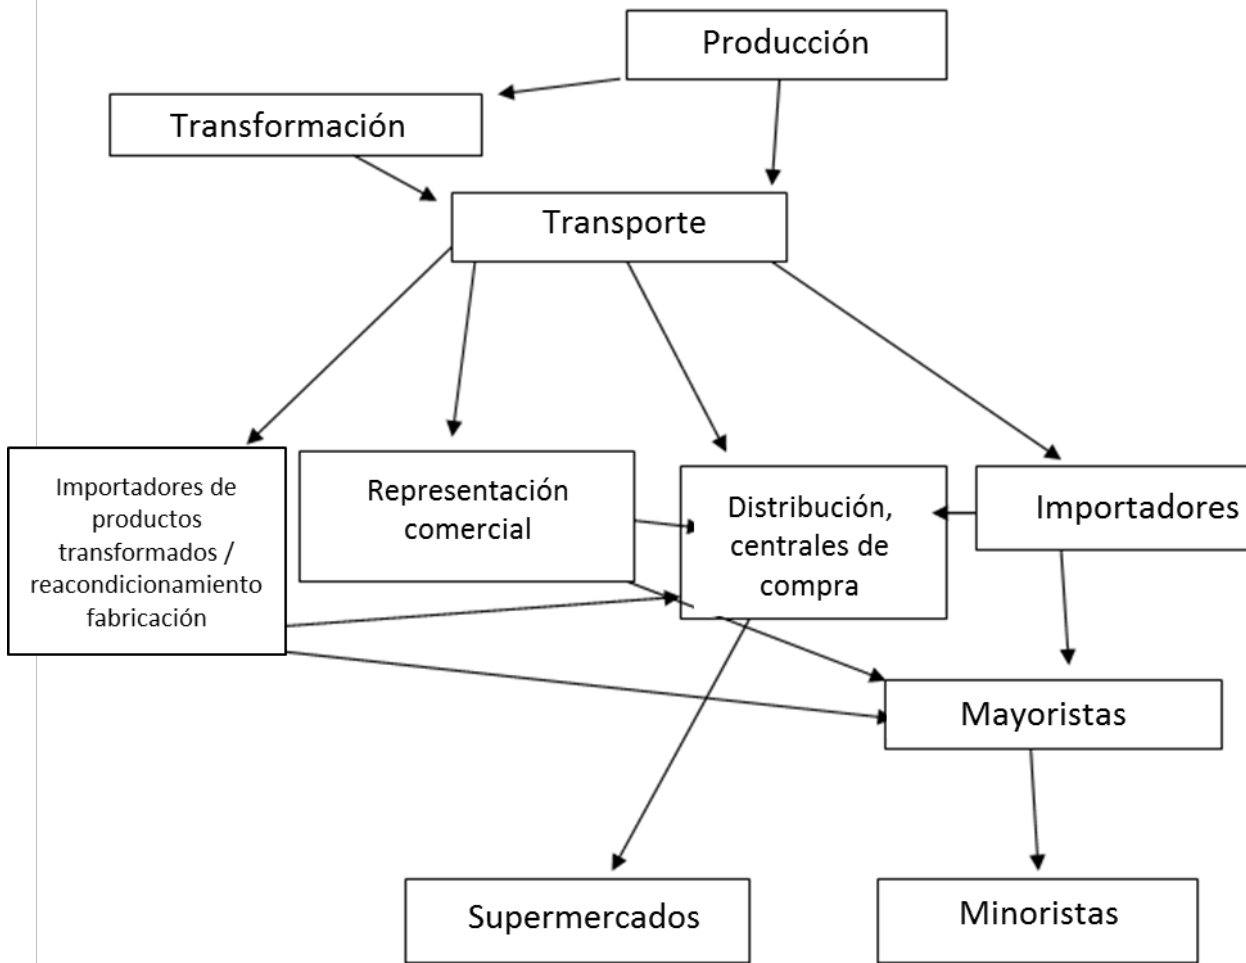 Producción
Transformación
Transporte
Importadores de
productos
transformados /
reacondicionamiento
fabricación
Representación
comercial
Distribución,
centrales de
compra
Importadores
Mayoristas
Supermercados
Minoristas